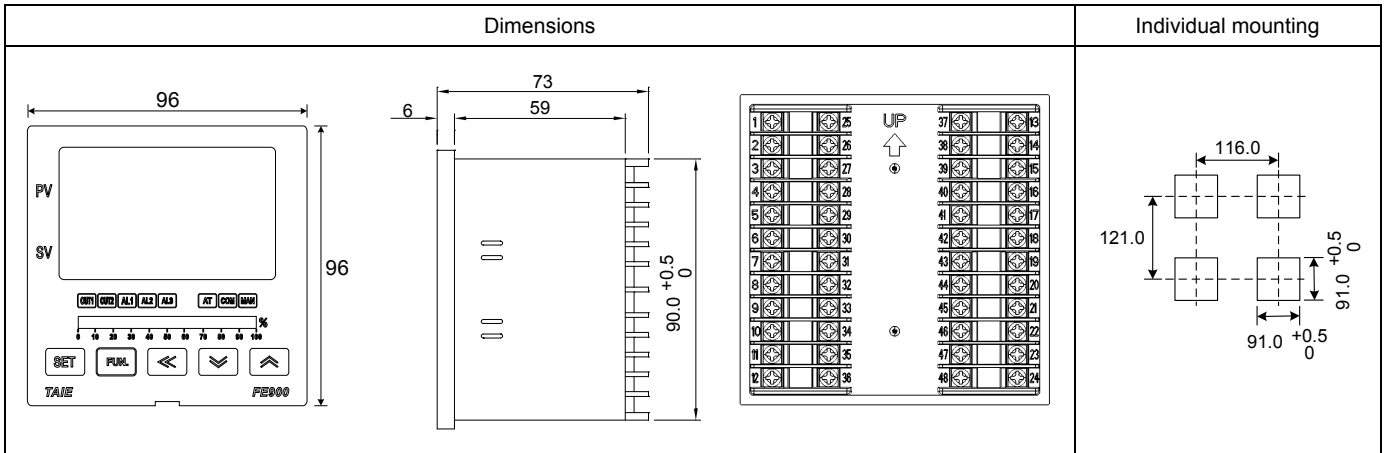 Dimensions
Individual mounting
96
PV
SV
OUT1 OUT2 AL1 AL2 AL3 AT COM MAN
%
0 10 20 30 40 50 60 70 80 90 100
SET FUN.
TAIE FE900
96
73
6 59
90.0 +0.5 0
UP
1 25 37 13
2 26 38 14
3 27 39 15
4 28 40 16
5 29 41 17
6 30 42 18
7 31 43 19
8 32 44 20
9 33 45 21
10 34 46 22
11 35 47 23
12 36 48 24
116.0
121.0
91.0 +0.5 0
91.0 +0.5 0